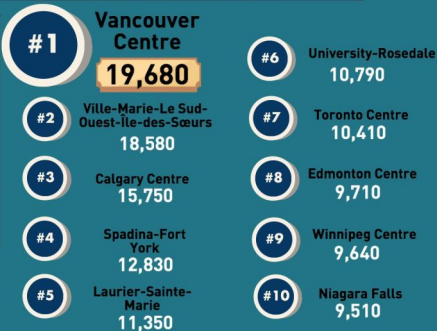 #1
Vancouver
Centre
19,680
#2
Ville-Marie-Le Sud-
Ouest-Île-des-Sœurs
18,580
#3
Calgary Centre
15,750
#4
Spadina-Fort
York
12,830
#5
Laurier-Sainte-
Marie
11,350
#6
University-Rosedale
10,790
#7
Toronto Centre
10,410
#8
Edmonton Centre
9,710
#9
Winnipeg Centre
9,640
#10
Niagara Falls
9,510